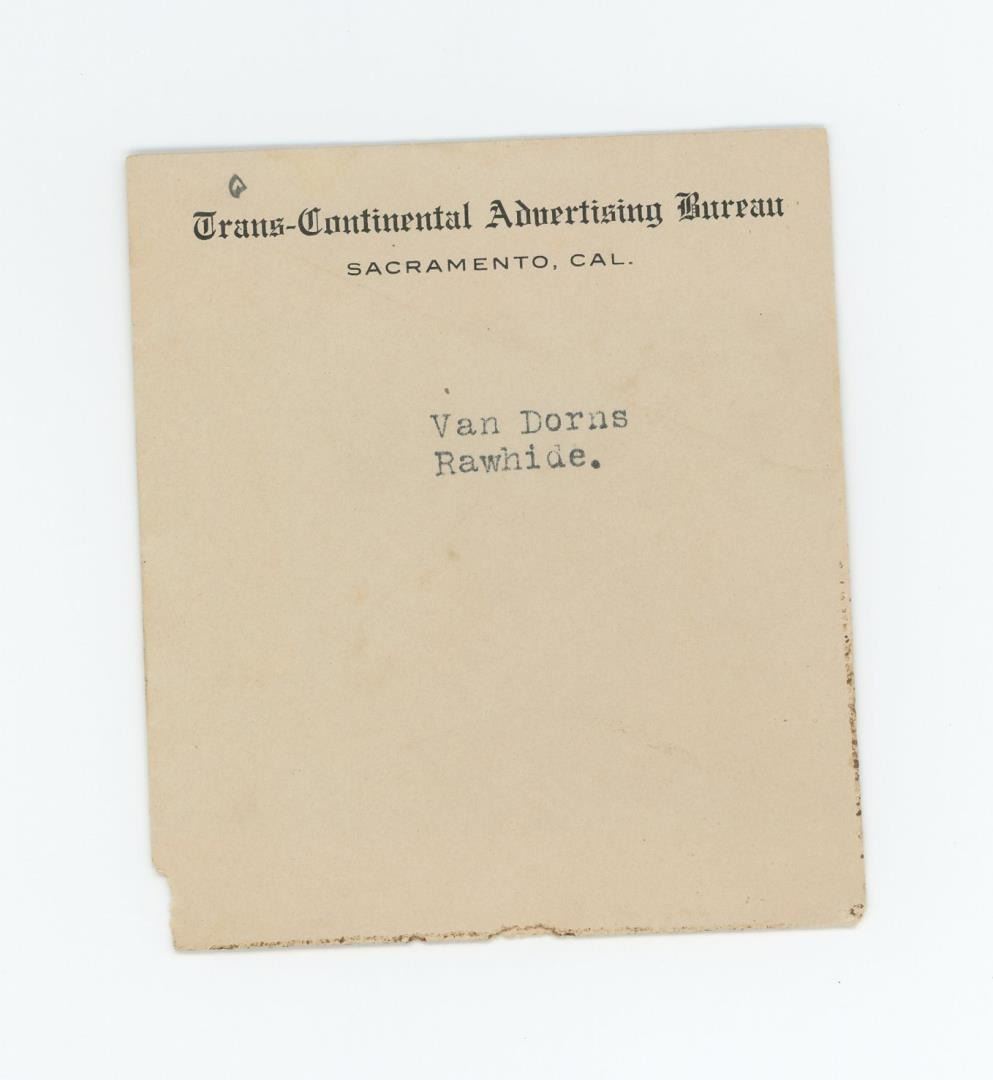 Trans-Continental Advertising Bureau
SACRAMENTO, CAL.
Van Dorns
Rawhide.